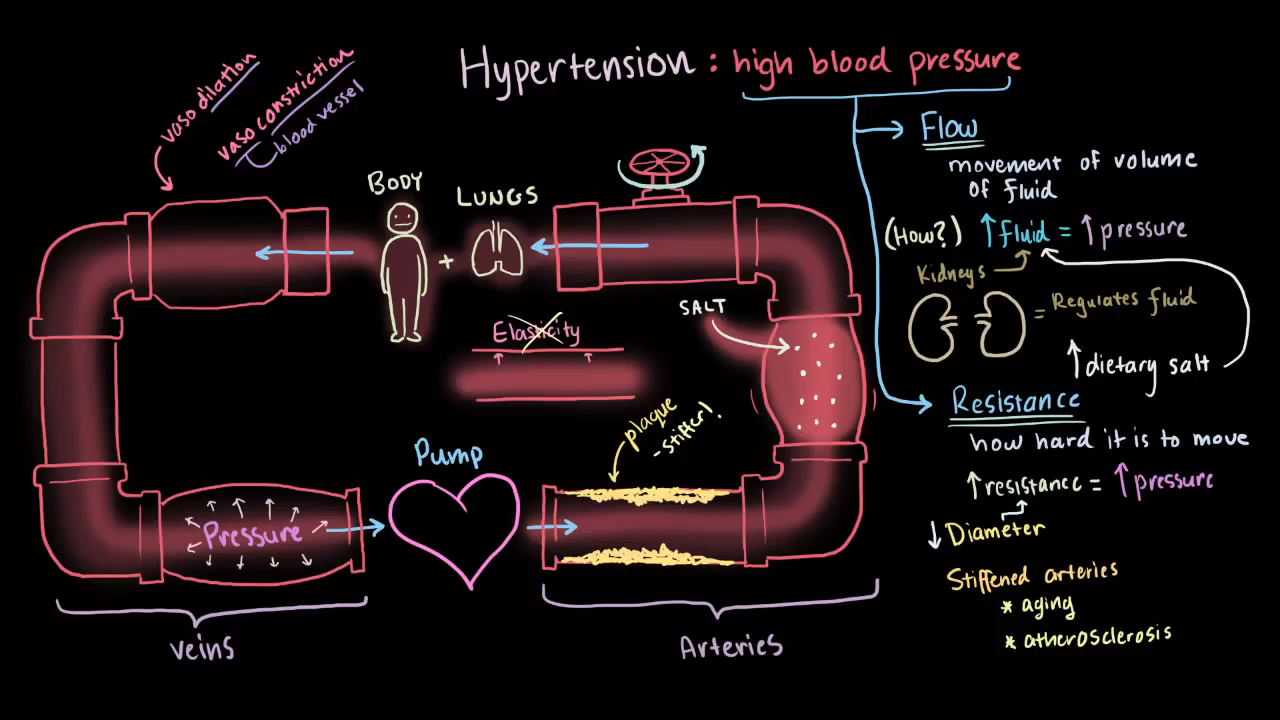 Hypertension : high blood pressure
vaso dilation
vaso constriction
blood vessel
BODY
+
LUNGS
Flow
movement of volume
of fluid
(How?) ↑ fluid = ↑ pressure
Kidneys
= Regulates fluid
↑ dietary salt
SALT
Elasticity
Resistance
how hard it is to move
↑ resistance = ↑ pressure
↓ Diameter
Stiffened arteries
* aging
* atherosclerosis
plaque
- stiffer!
Pump
Pressure
veins
Arteries